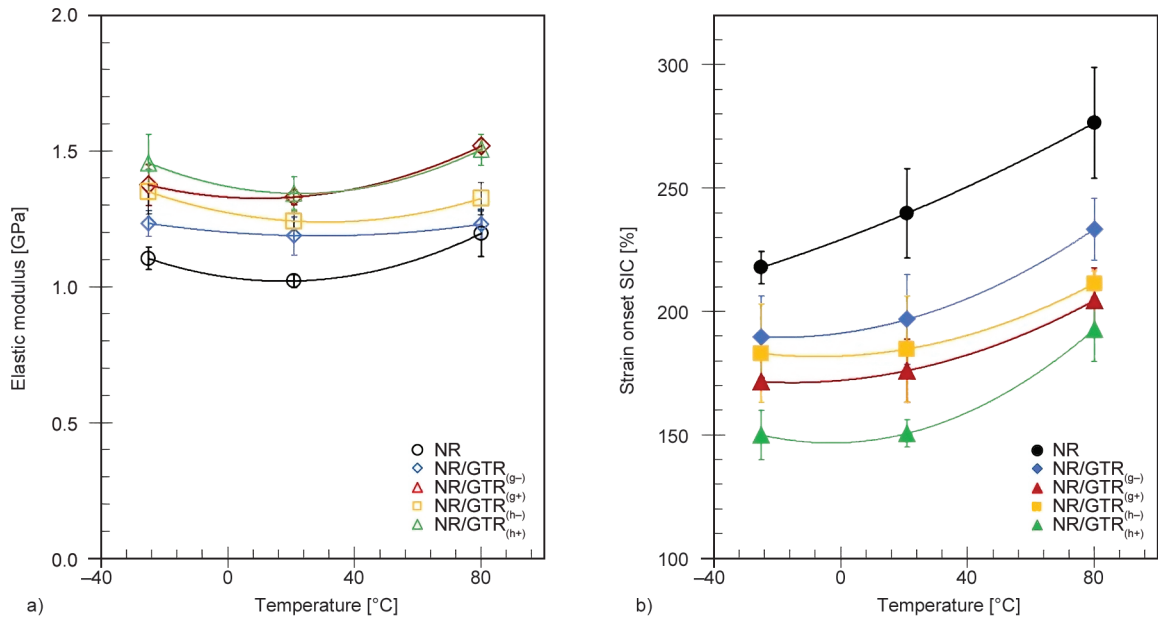 2.0
1.5
1.0
0.5
0.0
Elastic modulus [GPa]
NR
NR/GTR(g–)
NR/GTR(g+)
NR/GTR(h–)
NR/GTR(h+)
–40
0
40
80
a)
Temperature [°C]
300
250
200
150
100
Strain onset SIC [%]
NR
NR/GTR(g–)
NR/GTR(g+)
NR/GTR(h–)
NR/GTR(h+)
–40
0
40
80
b)
Temperature [°C]